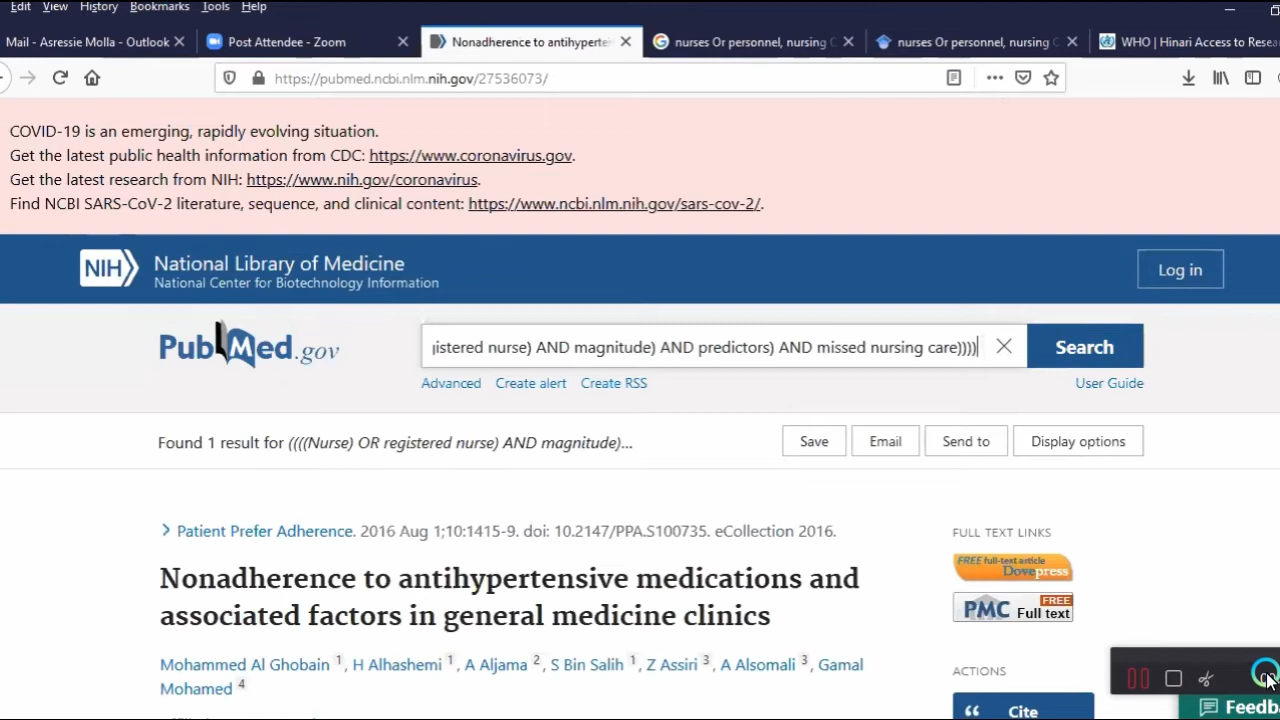 Edit View History Bookmarks Tools Help
Mail - Asressie Molla - Outlook Post Attendee - Zoom Nonadherence to antihyperte nurses Or personnel, nursing nurses Or personnel, nursing WHO | Hinari Access to Resea
https://pubmed.ncbi.nlm.nih.gov/27536073/
COVID-19 is an emerging, rapidly evolving situation.
Get the latest public health information from CDC: https://www.coronavirus.gov.
Get the latest research from NIH: https://www.nih.gov/coronavirus.
Find NCBI SARS-CoV-2 literature, sequence, and clinical content: https://www.ncbi.nlm.nih.gov/sars-cov-2/.
NIH National Library of Medicine
National Center for Biotechnology Information
Log in
PubMed.gov
gistered nurse) AND magnitude) AND predictors) AND missed nursing care))))
Search
Advanced Create alert Create RSS User Guide
Found 1 result for ((((Nurse) OR registered nurse) AND magnitude)...
Save Email Send to Display options
Patient Prefer Adherence. 2016 Aug 1;10:1415-9. doi: 10.2147/PPA.S100735. eCollection 2016.
Nonadherence to antihypertensive medications and
associated factors in general medicine clinics
Mohammed Al Ghobain 1, H Alhashemi 1, A Aljama 2, S Bin Salih 1, Z Assiri 3, A Alsomali 3, Gamal
Mohamed 4
FULL TEXT LINKS
FREE full-text article
Dovepress
PMC FREE
Full text
ACTIONS
Cite
Feedb